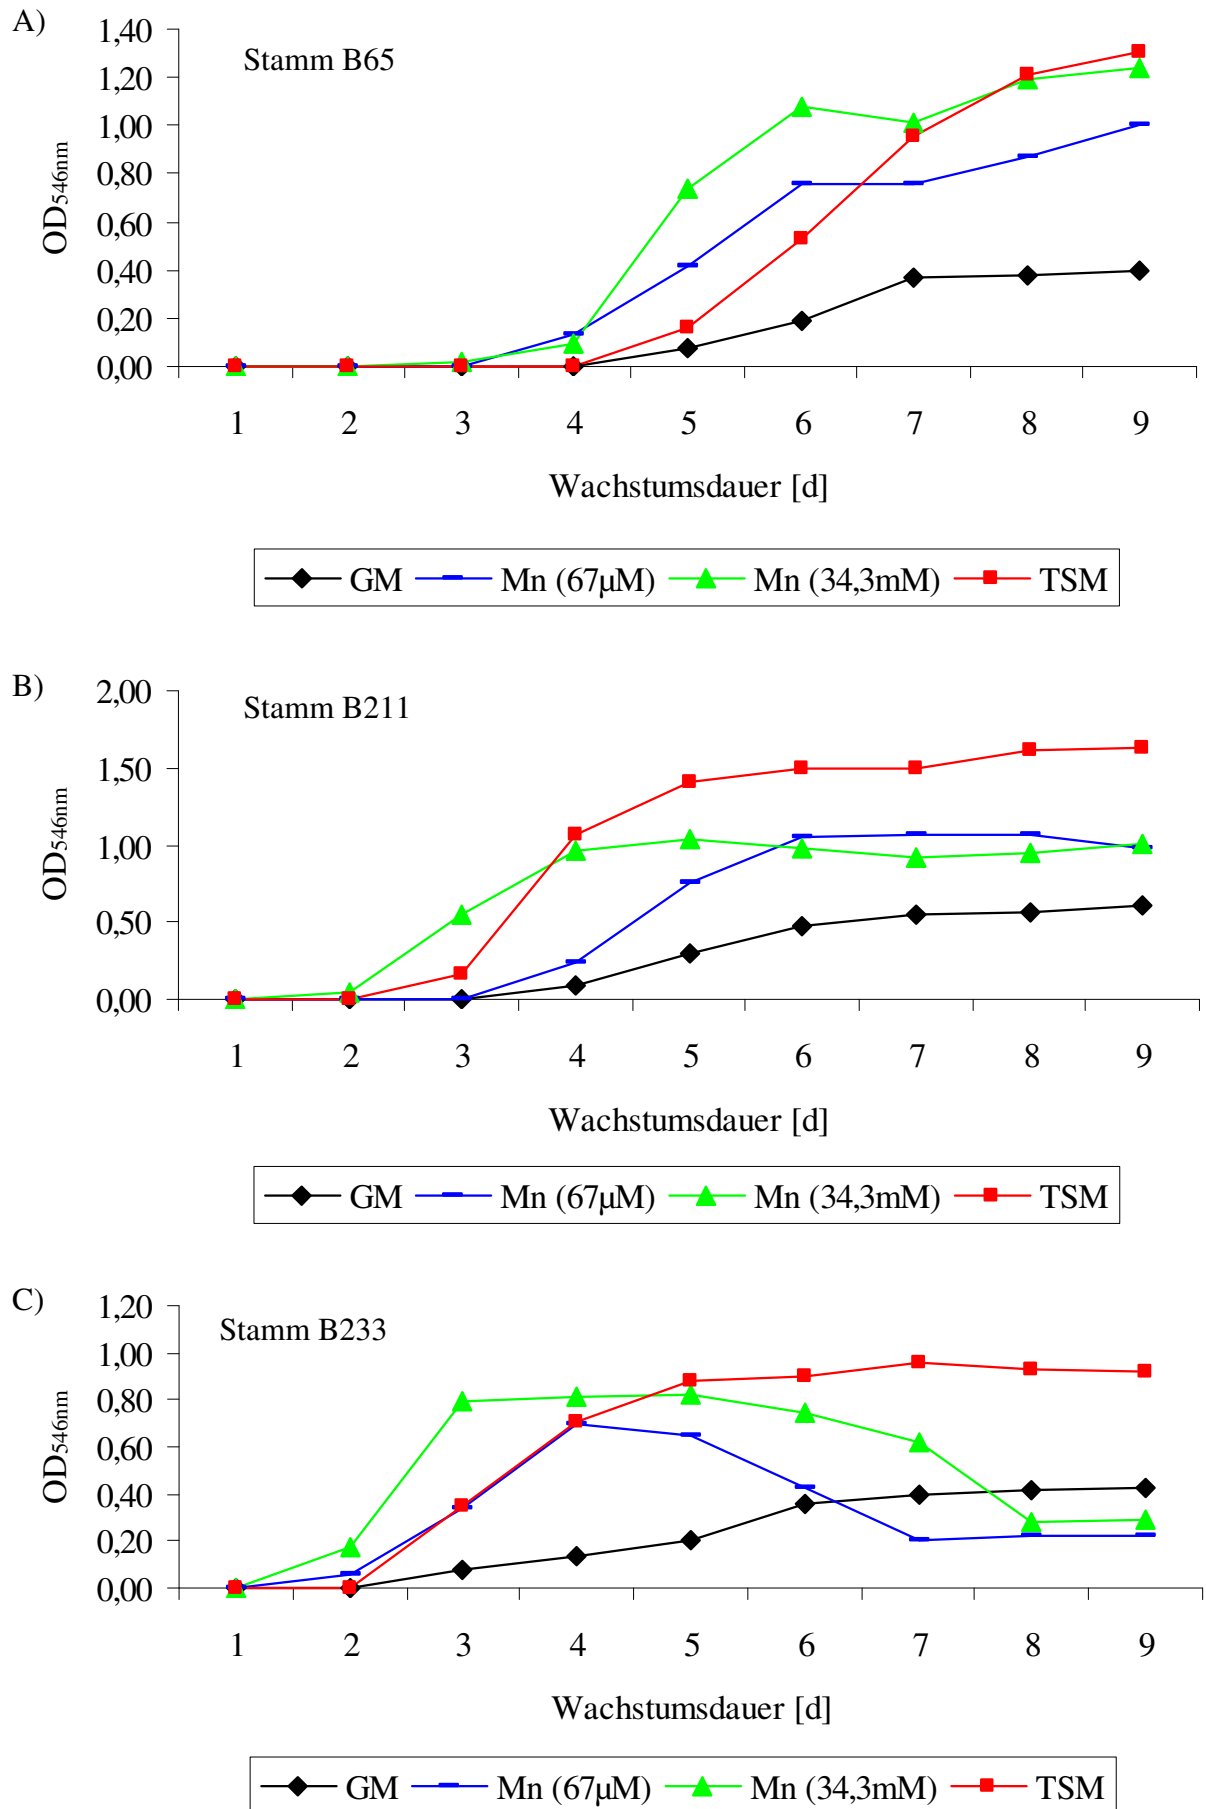 A)
Stamm B65
1,40
1,20
1,00
0,80
0,60
0,40
0,20
0,00
OD546nm
1 2 3 4 5 6 7 8 9
Wachstumsdauer [d]
GM Mn (67µM) Mn (34,3mM) TSM
B)
Stamm B211
2,00
1,50
1,00
0,50
0,00
OD546nm
1 2 3 4 5 6 7 8 9
Wachstumsdauer [d]
GM Mn (67µM) Mn (34,3mM) TSM
C)
Stamm B233
1,20
1,00
0,80
0,60
0,40
0,20
0,00
OD546nm
1 2 3 4 5 6 7 8 9
Wachstumsdauer [d]
GM Mn (67µM) Mn (34,3mM) TSM